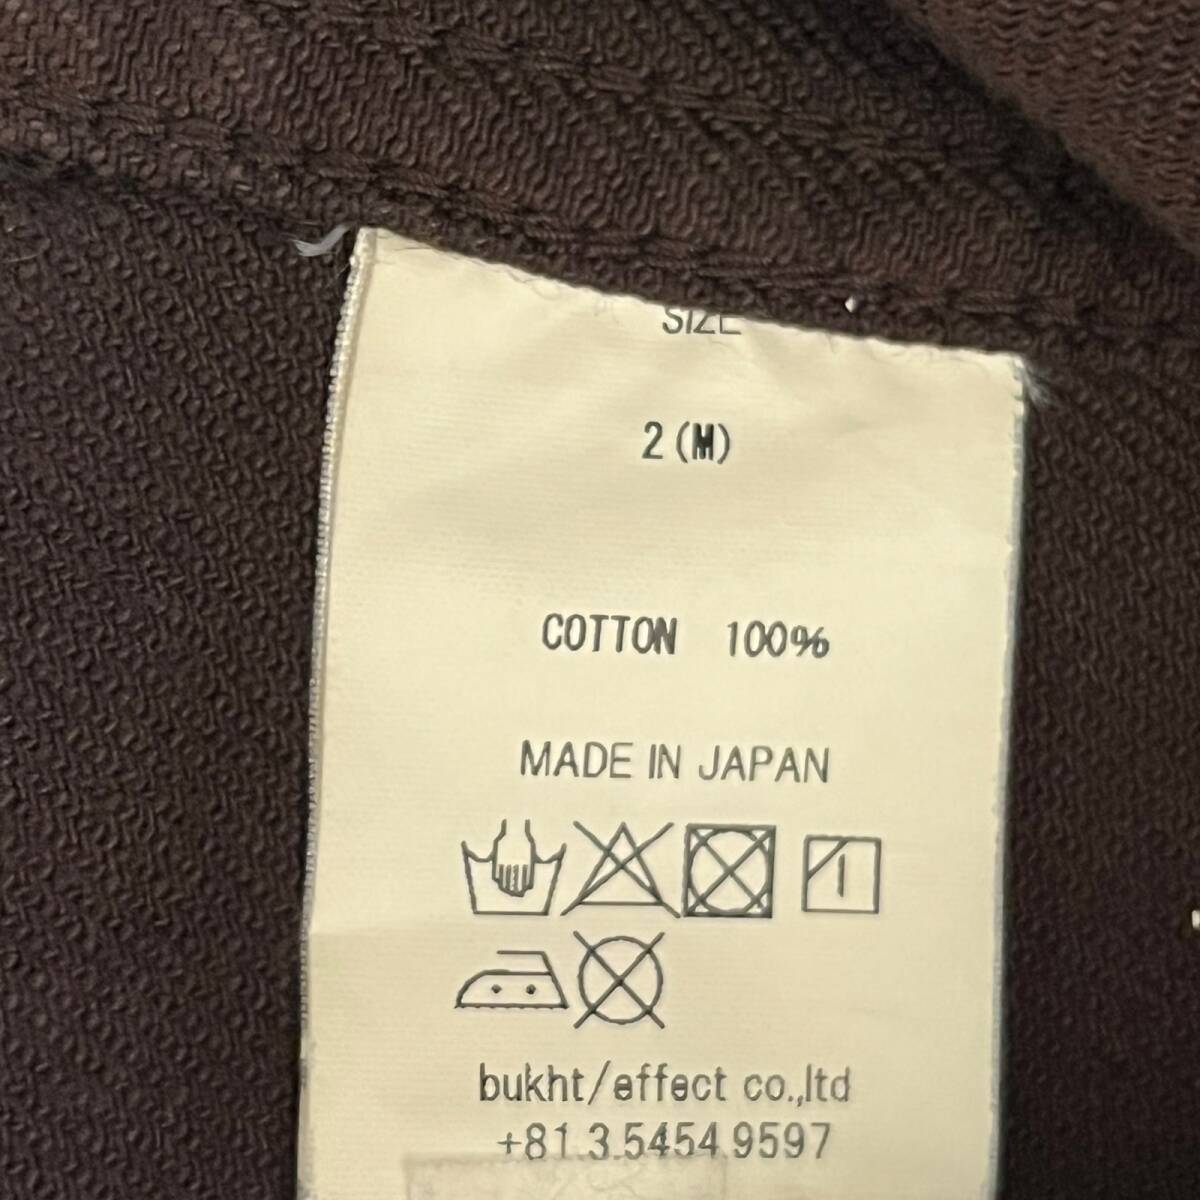 SIZE
2 (M)
COTTON 100%
MADE IN JAPAN
bukht/effect co.,ltd
+81.3.5454.9597